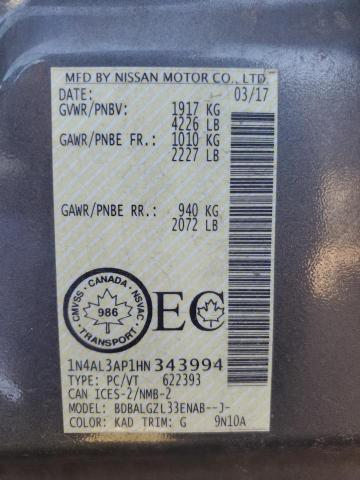 MFD BY NISSAN MOTOR CO., LTD
DATE: 03/17
GVWR/PNBV: 1917 KG
4226 LB
GAWR/PNBE FR.: 1010 KG
2227 LB
GAWR/PNBE RR.: 940 KG
2072 LB
CMVSS· CANADA ·NSVAC
986
TRANSPORT
EC
1N4AL3AP1HN343994
TYPE: PC/VT 622393
CAN ICES-2/NMB-2
MODEL: BDBALGZL33ENAB--J-
COLOR: KAD TRIM: G 9N10A